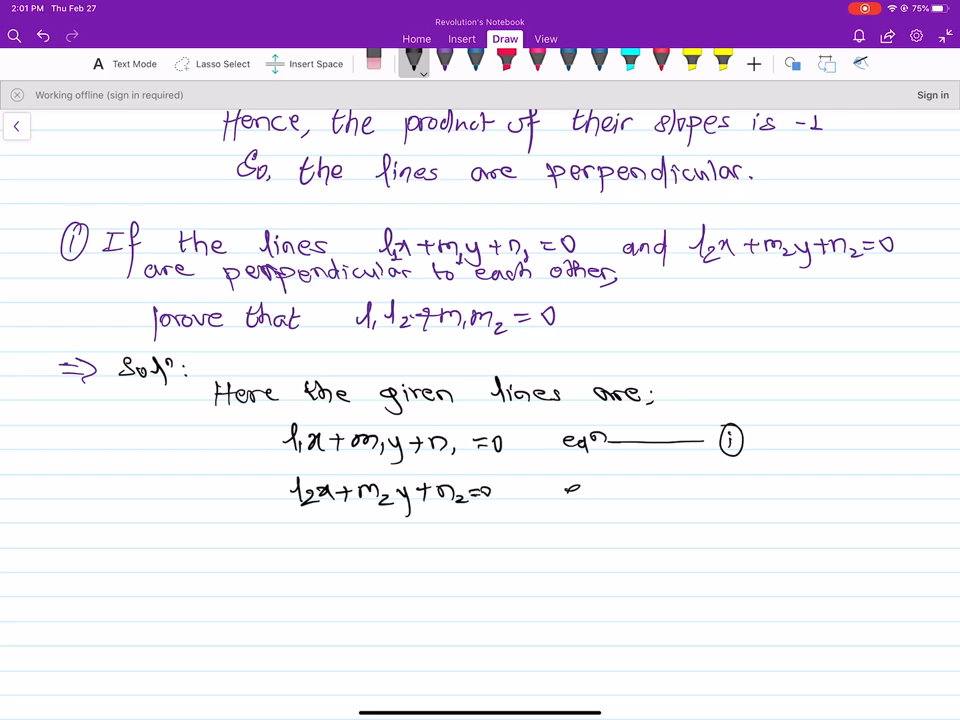 2:01 PM Thu Feb 27
75%
Revolution's Notebook
Home Insert Draw View
A Text Mode Lasso Select Insert Space
Working offline (sign in required) Sign in
Hence, the product of their slopes is -1
So, the lines are perpendicular.
(i) If the lines l₁x+m₁y+n₁=0 and l₂x+m₂y+n₂=0
are perpendicular to each other,
prove that l₁l₂+m₁m₂=0
⇒ Solⁿ:
Here the given lines are;
l₁x+m₁y+n₁=0 eqn——— (i)
l₂x+m₂y+n₂=0